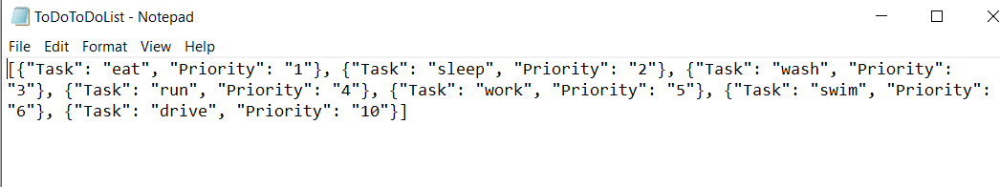 ToDoToDoList - Notepad
File Edit Format View Help
[{"Task": "eat", "Priority": "1"}, {"Task": "sleep", "Priority": "2"}, {"Task": "wash", "Priority":
"3"}, {"Task": "run", "Priority": "4"}, {"Task": "work", "Priority": "5"}, {"Task": "swim", "Priority":
"6"}, {"Task": "drive", "Priority": "10"}]